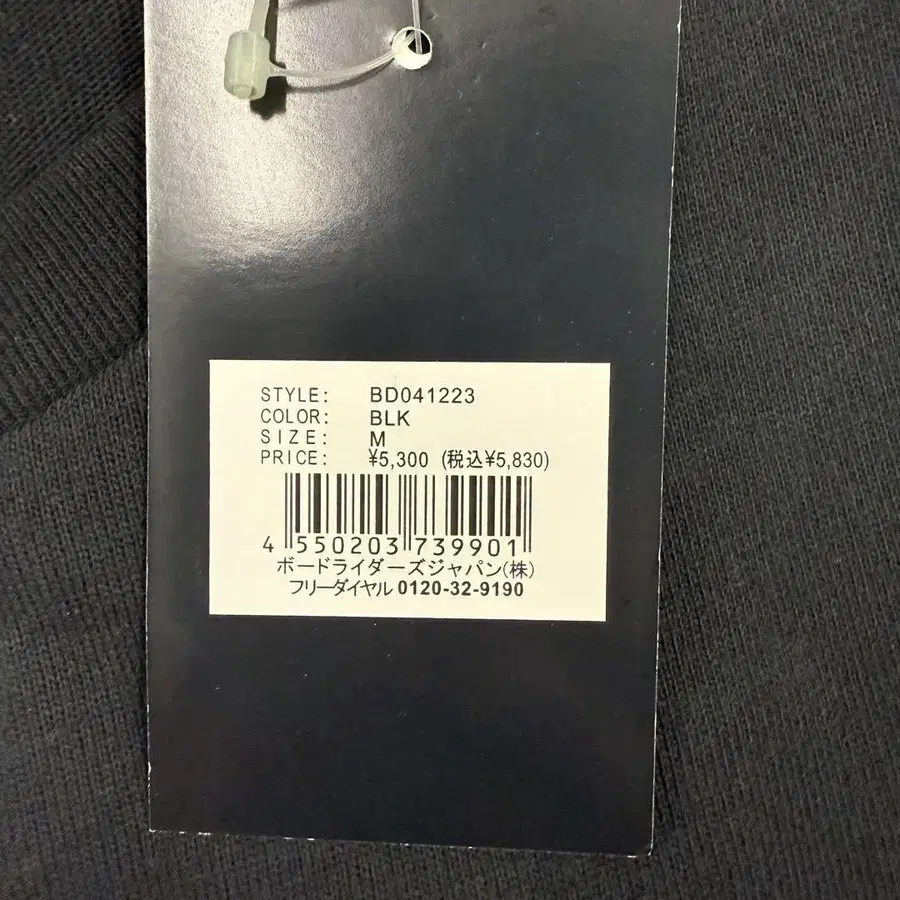 STYLE: BD041223
COLOR: BLK
SIZE: M
PRICE: ¥5,300 (税込¥5,830)
4 550203 739901
ボードライダーズジャパン(株)
フリーダイヤル 0120-32-9190